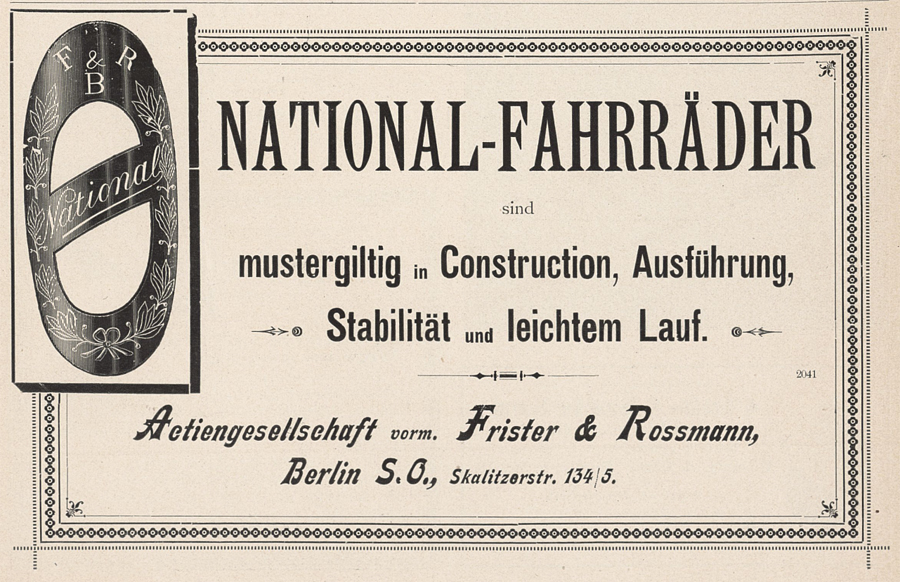 F & R
B
National
NATIONAL-FAHRRÄDER
sind
mustergiltig in Construction, Ausführung,
Stabilität und leichtem Lauf.
2041
Actiengesellschaft vorm. Frister & Rossmann,
Berlin S.O., Skalitzerstr. 134/5.